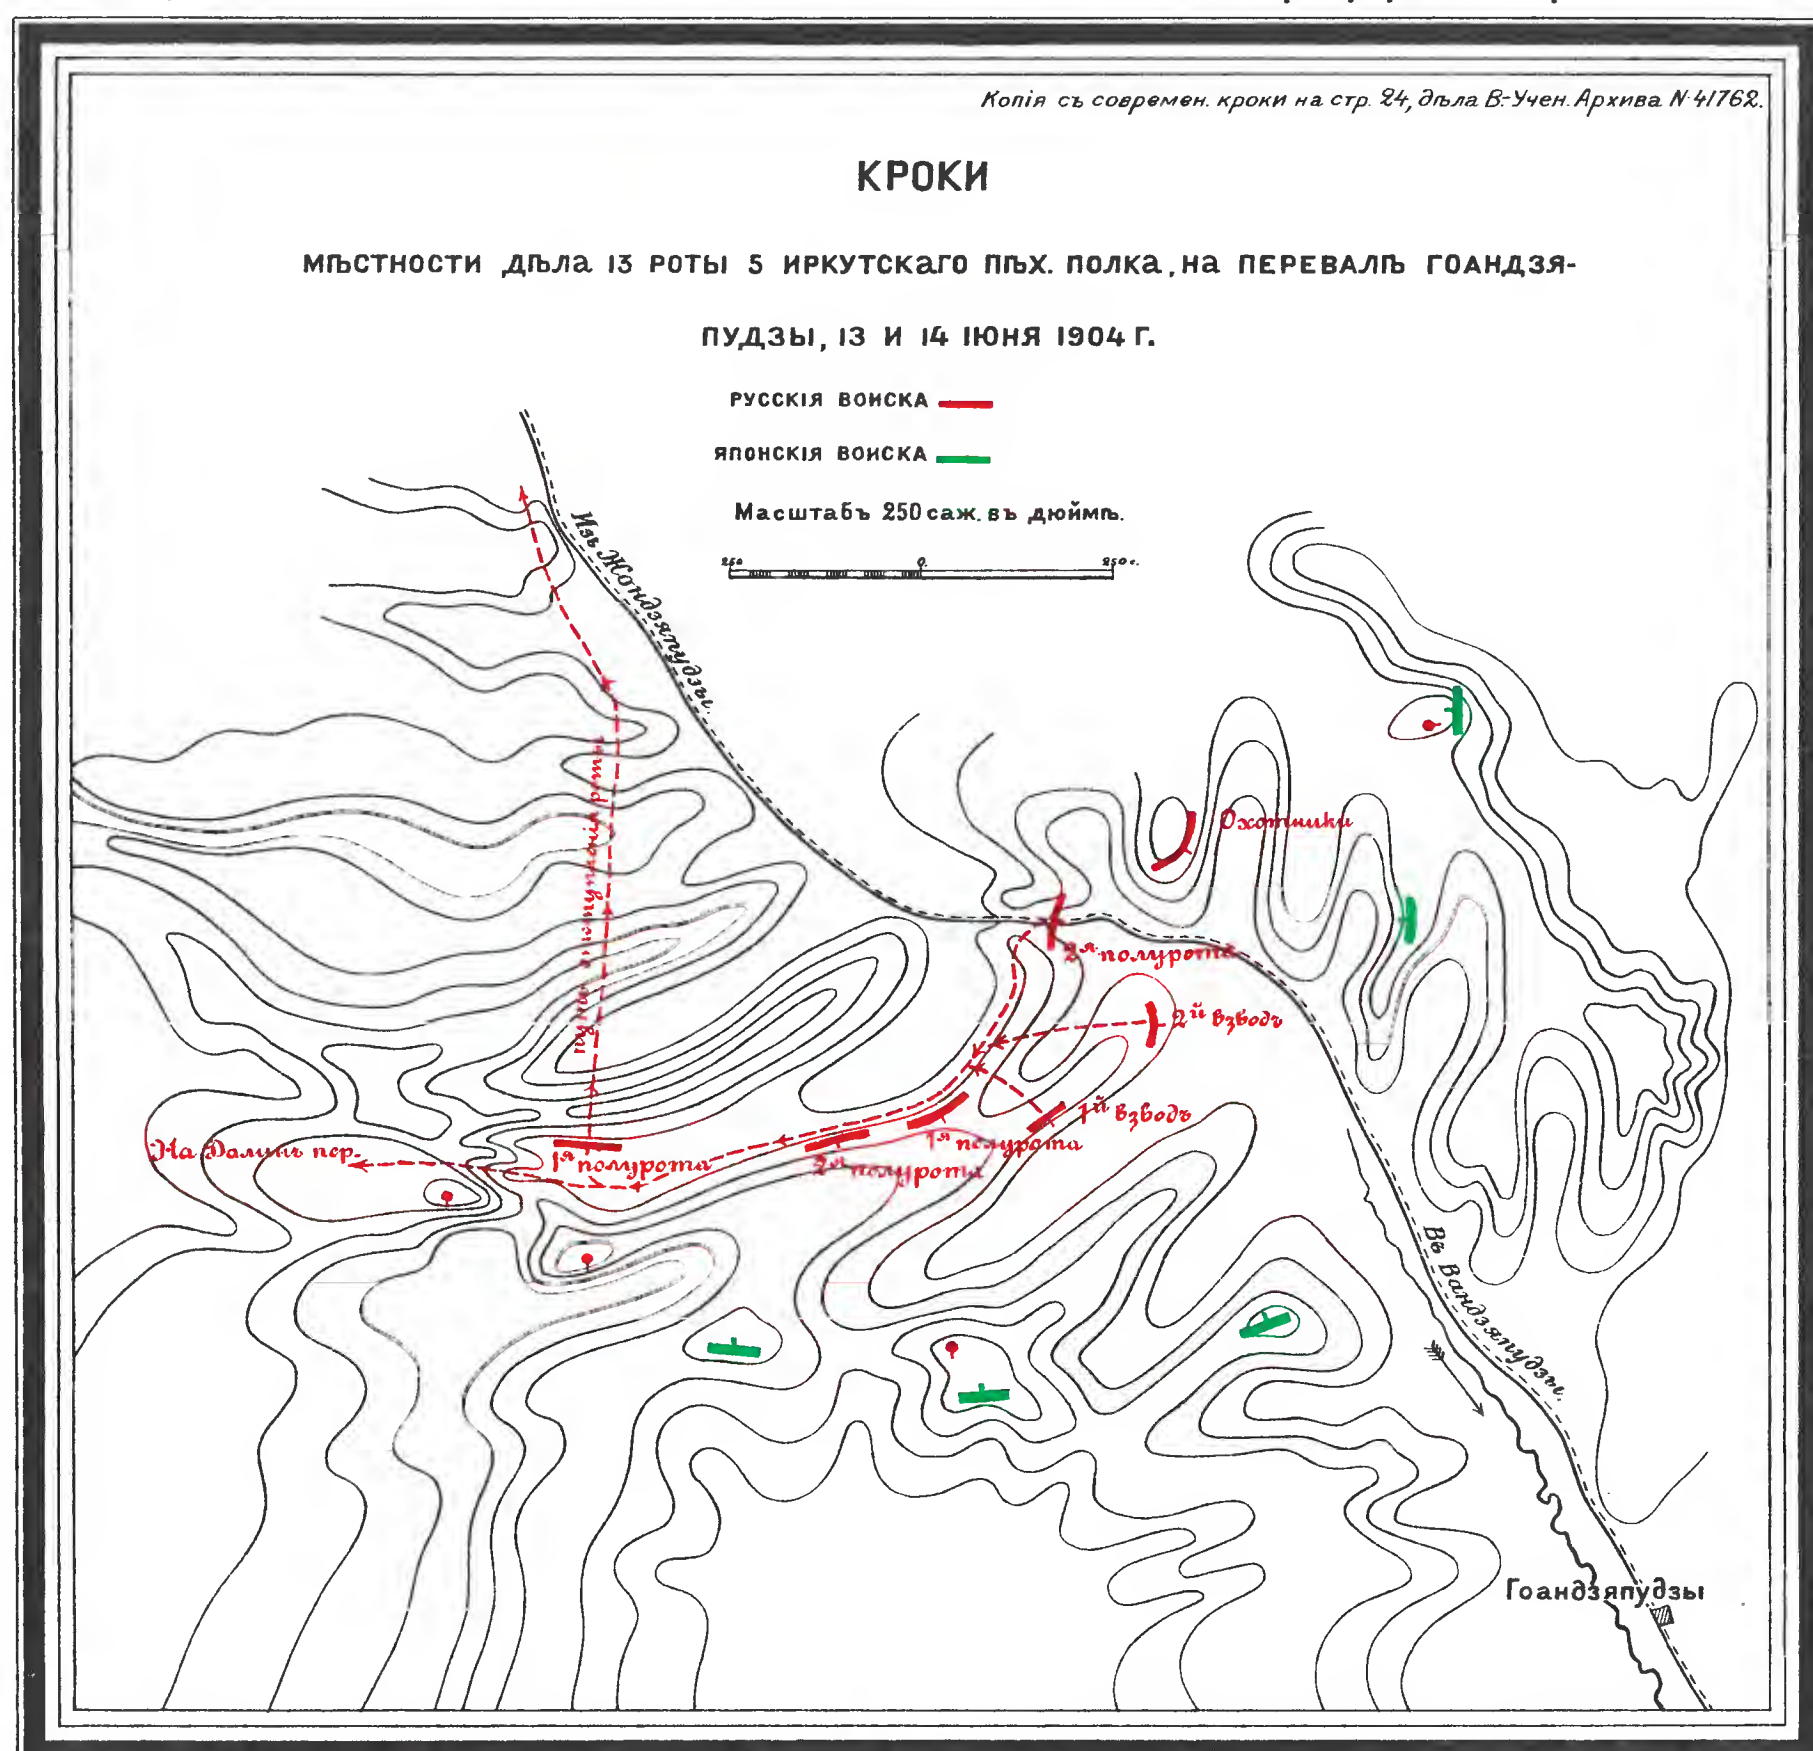 Копія съ современ. кроки на стр. 24, дѣла В.-Учен. Архива N 41762.
КРОКИ
МѢСТНОСТИ ДѢЛА 13 РОТЫ 5 ИРКУТСКАГО ПѢХ. ПОЛКА, НА ПЕРЕВАЛѢ ГОАНДЗЯ-
ПУДЗЫ, 13 И 14 ІЮНЯ 1904 Г.
РУССКІЯ ВОИСКА
ЯПОНСКІЯ ВОИСКА
Масштабъ 250 саж. въ дюймѣ.
250 0. 250 с.
Изъ Жондзяпудзы.
Охотники
2я полурота
2й взводъ
1й взводъ
1я полурота
2я полурота
1я полурота
На Далинъ пер.
роты
Въ Вандзяпудзы.
Гоандзяпудзы